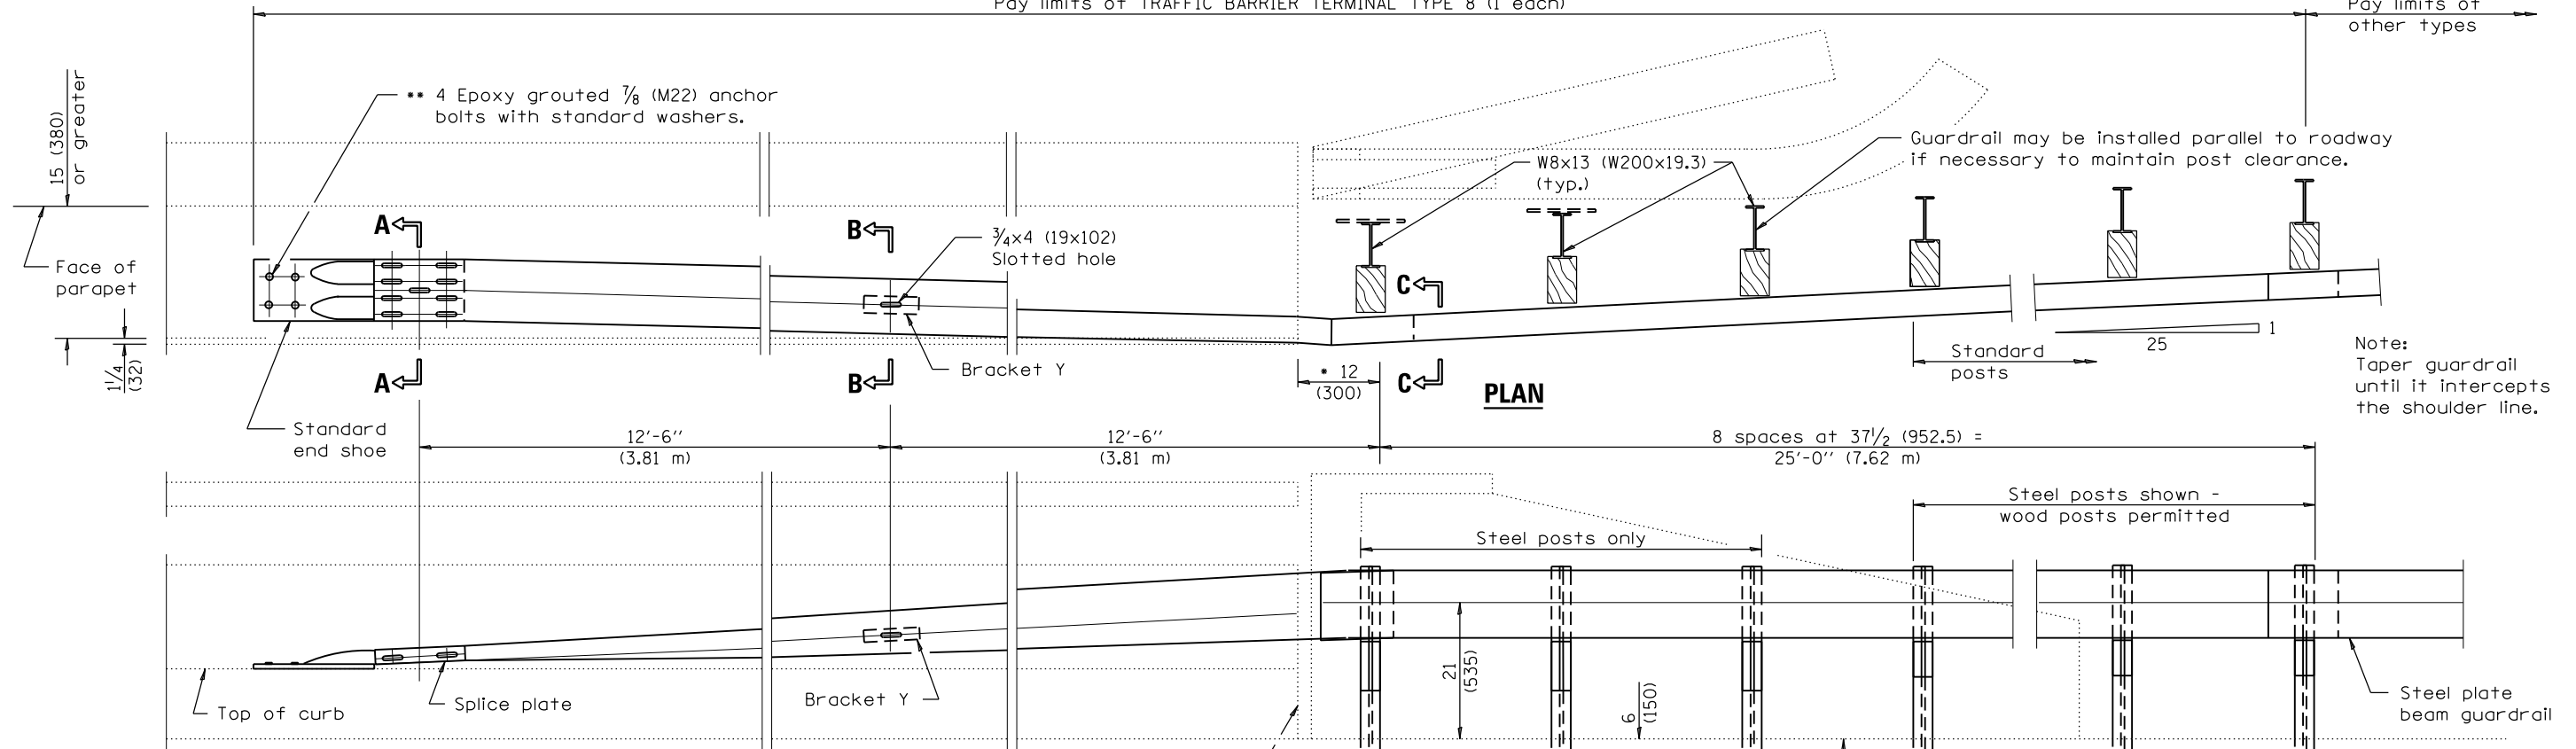 Pay limits of TRAFFIC BARRIER TERMINAL TYPE 8 (1 each)
Pay limits of
other types
15 (380)
or greater
** 4 Epoxy grouted ⅞ (M22) anchor
bolts with standard washers.
Guardrail may be installed parallel to roadway
if necessary to maintain post clearance.
W8x13 (W200x19.3)
(typ.)
A
B
¾x4 (19x102)
Slotted hole
Face of
parapet
C
1¼
(32)
A
B
Bracket Y
* 12
(300)
C
PLAN
Standard
posts
25
1
Note:
Taper guardrail
until it intercepts
the shoulder line.
Standard
end shoe
12'-6''
(3.81 m)
12'-6''
(3.81 m)
8 spaces at 37½ (952.5) =
25'-0'' (7.62 m)
Steel posts shown -
wood posts permitted
Steel posts only
21
(535)
6
(150)
Top of curb
Splice plate
Bracket Y
Steel plate
beam guardrail